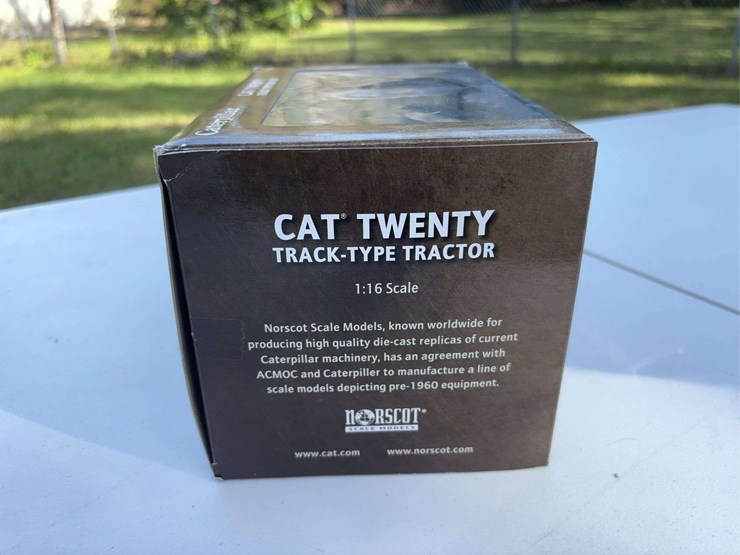 Caterpillar
CAT® TWENTY
TRACK-TYPE TRACTOR
1:16 Scale
Norscot Scale Models, known worldwide for
producing high quality die-cast replicas of current
Caterpillar machinery, has an agreement with
ACMOC and Caterpiller to manufacture a line of
scale models depicting pre-1960 equipment.
NORSCOT
SCALE MODELS
www.cat.com www.norscot.com